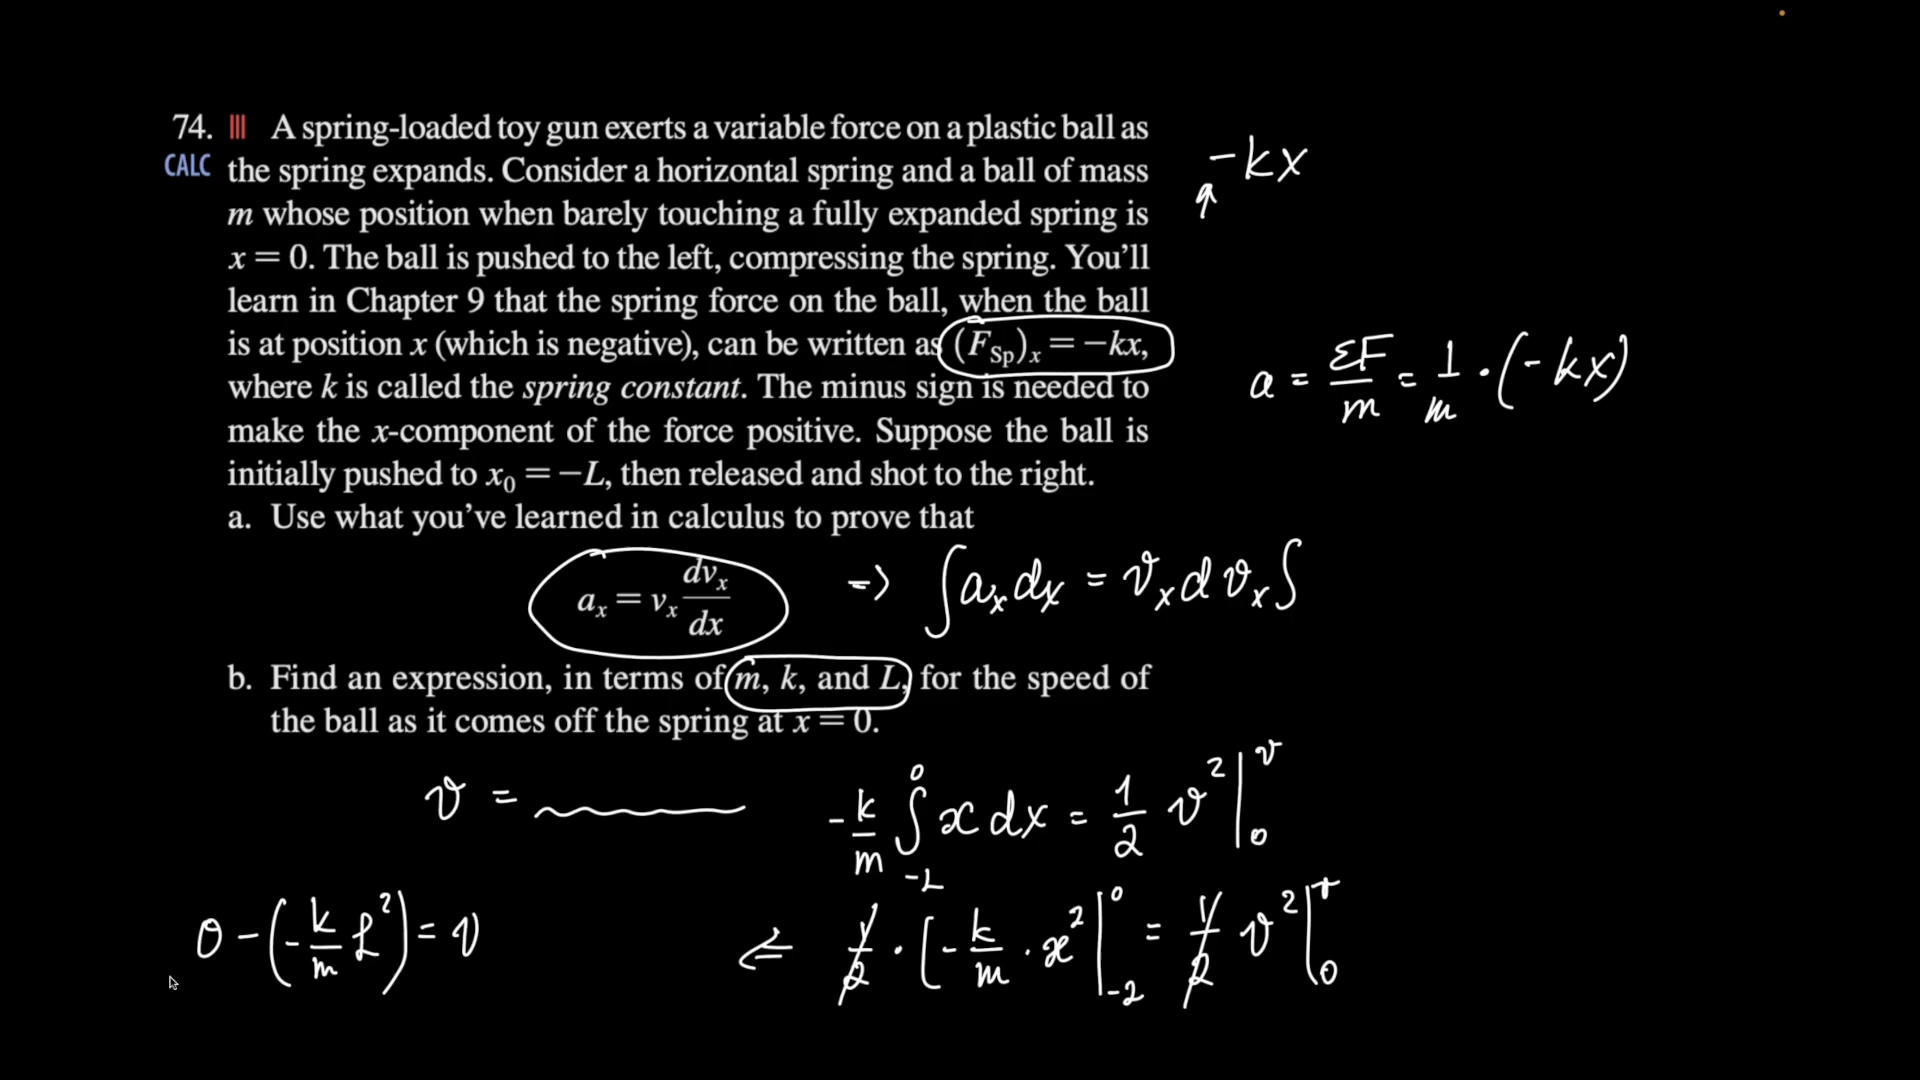 74. III A spring-loaded toy gun exerts a variable force on a plastic ball as
CALC the spring expands. Consider a horizontal spring and a ball of mass
m whose position when barely touching a fully expanded spring is
x = 0. The ball is pushed to the left, compressing the spring. You'll
learn in Chapter 9 that the spring force on the ball, when the ball
is at position x (which is negative), can be written as (F_Sp)_x = −kx,
where k is called the spring constant. The minus sign is needed to
make the x-component of the force positive. Suppose the ball is
initially pushed to x₀ = −L, then released and shot to the right.
a. Use what you've learned in calculus to prove that
a_x = v_x dv_x/dx
b. Find an expression, in terms of m, k, and L, for the speed of
the ball as it comes off the spring at x = 0.
-kx
a = ΣF/m = 1/m · (-kx)
=> ∫a_x dx = v_x d v_x ∫
v =
-k/m ∫_{-L}^{0} x dx = 1/2 v² |_0^v
<= 1/2 · [-k/m · x² |_{-2}^{0} = 1/2 v² |_0^v
0 - (-k/m L²) = v